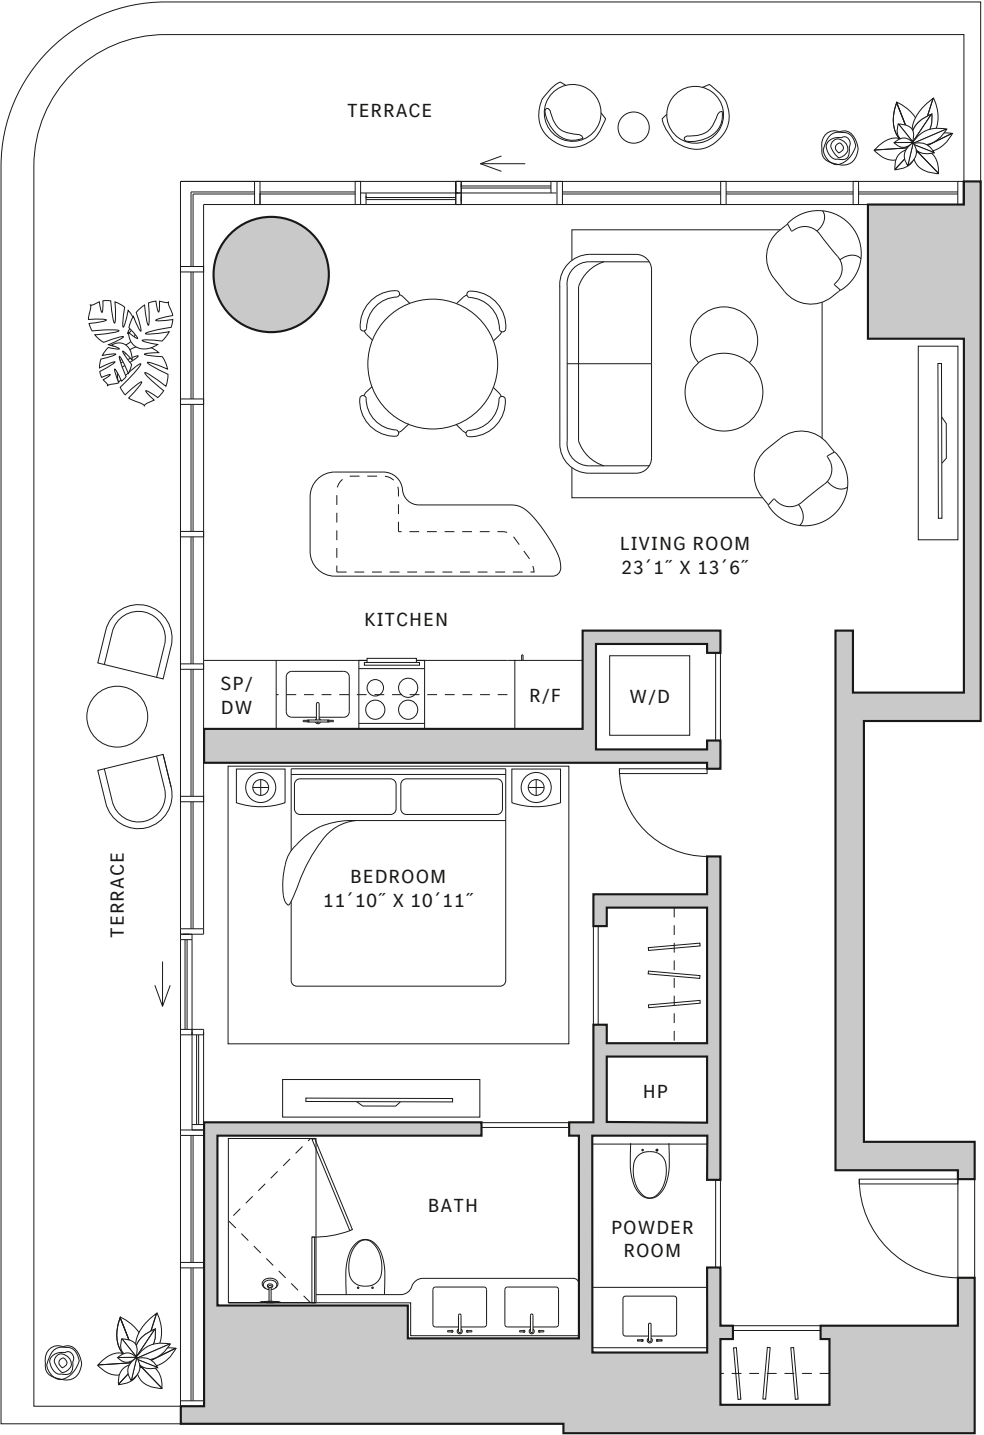 TERRACE
LIVING ROOM
23´1˝ X 13´6˝
KITCHEN
SP/
DW
R/F
W/D
TERRACE
BEDROOM
11´10˝ X 10´11˝
HP
BATH
POWDER
ROOM